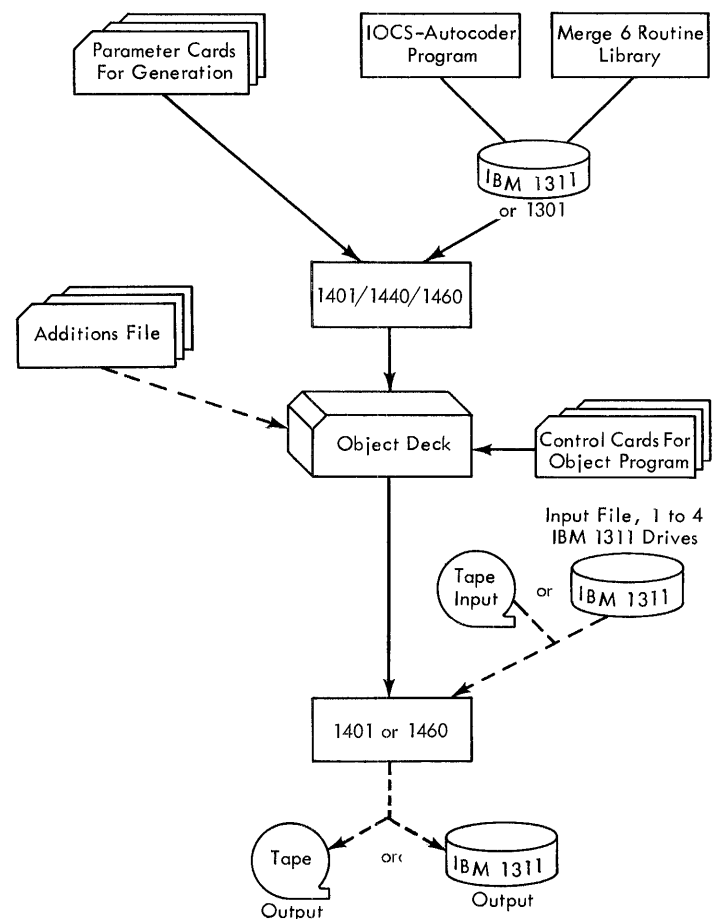 Parameter Cards
For Generation
IOCS-Autocoder
Program
Merge 6 Routine
Library
IBM 1311
or 1301
1401/1440/1460
Additions File
Object Deck
Control Cards For
Object Program
Input File, 1 to 4
IBM 1311 Drives
Tape
Input
or
IBM 1311
1401 or 1460
Tape
or
IBM 1311
Output
Output